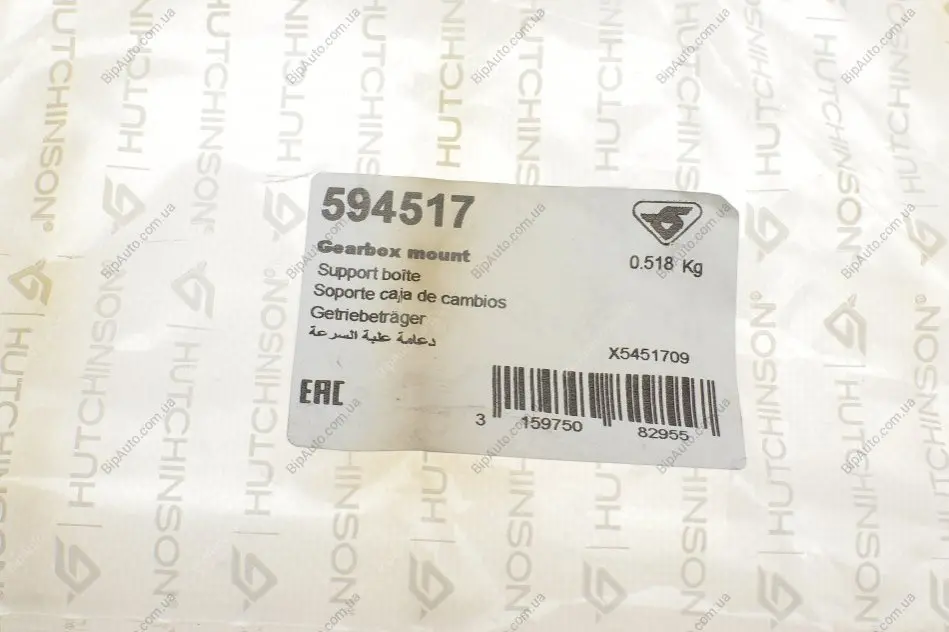 594517
Gearbox mount
Support boîte
Soporte caja de cambios
Getriebeträger
دعامة علبة السرعة
0.518 Kg
X5451709
EAC
3 159750 82955
HUTCHINSON®
BipAuto.com.ua